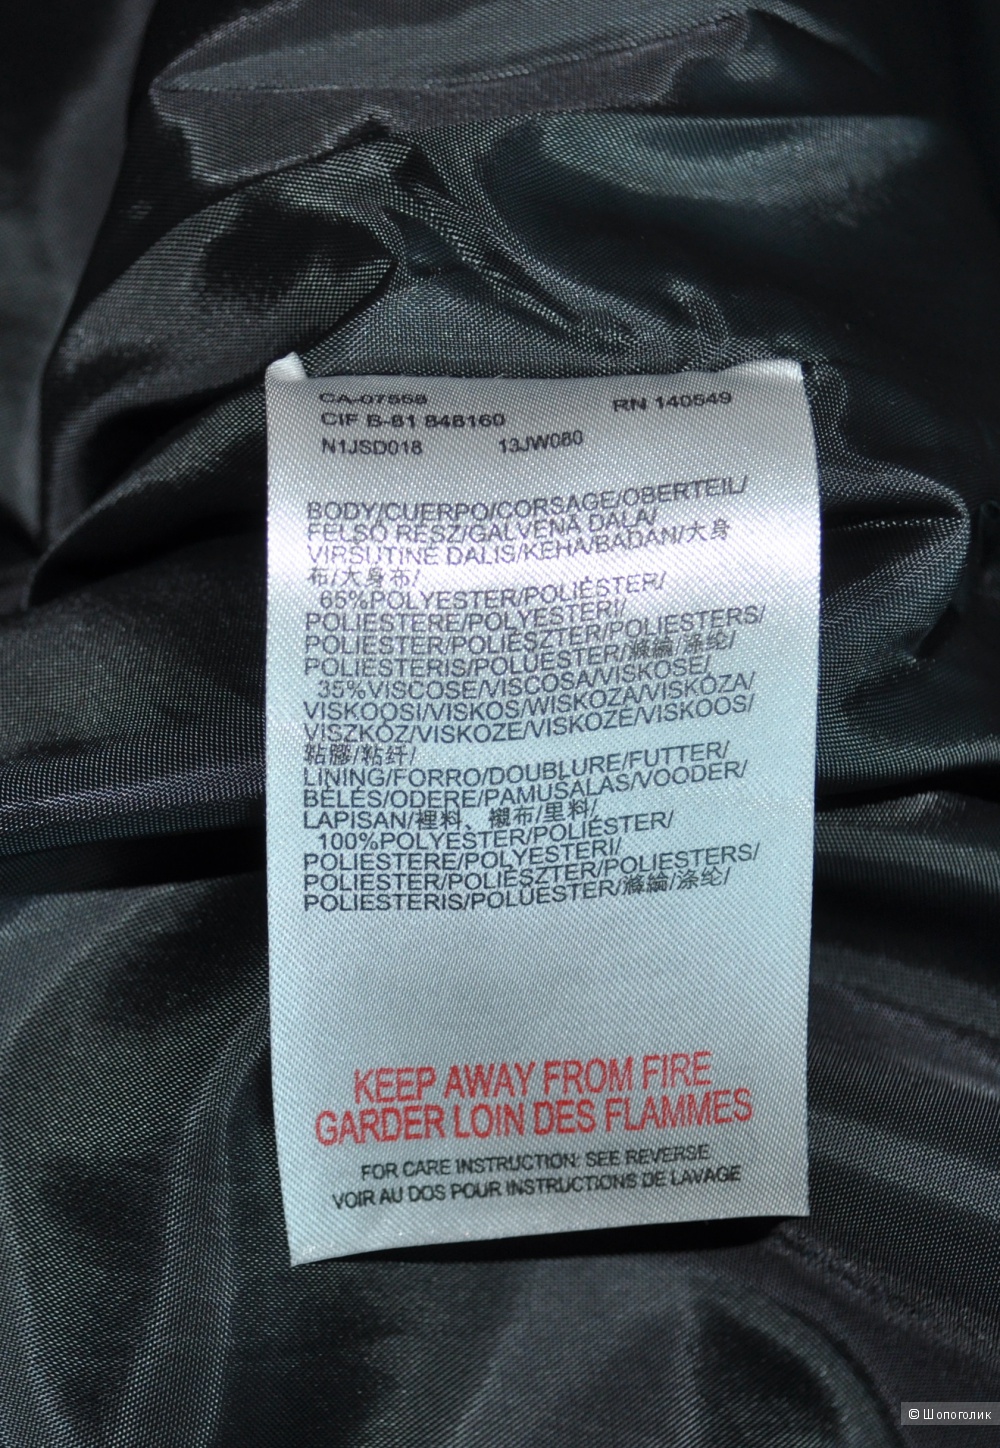 CA-07868 RN 140549
CIF B-81 848160
N1JSD018 13JW080
BODY/CUERPO/CORSAGE/OBERTEIL/
FELSŐ RÉSZ/GALVENĀ DAĻA/
VIRŠUTINĖ DALIS/KEHA/BADAN/大身
布/大身布/
65%POLYESTER/POLIÉSTER/
POLIESTERE/POLYESTERI/
POLIESTER/POLIÉSZTER/POLIESTERS/
POLIESTERIS/POLÜESTER/滌綸/涤纶/
35%VISCOSE/VISCOSA/VISKOSE/
VISKOOSI/VISKOS/WISKOZA/VISKÓZA/
VISZKÓZ/VISKOZE/VISKOZĖ/VISKOOS/
粘膠/粘纤/
LINING/FORRO/DOUBLURE/FUTTER/
BÉLÉS/ODERE/PAMUŠALAS/VOODER/
LAPISAN/裡料、襯布/里料/
100%POLYESTER/POLIÉSTER/
POLIESTERE/POLYESTERI/
POLIESTER/POLIÉSZTER/POLIESTERS/
POLIESTERIS/POLÜESTER/滌綸/涤纶/
KEEP AWAY FROM FIRE
GARDER LOIN DES FLAMMES
FOR CARE INSTRUCTION: SEE REVERSE
VOIR AU DOS POUR INSTRUCTIONS DE LAVAGE
© Шопоголик